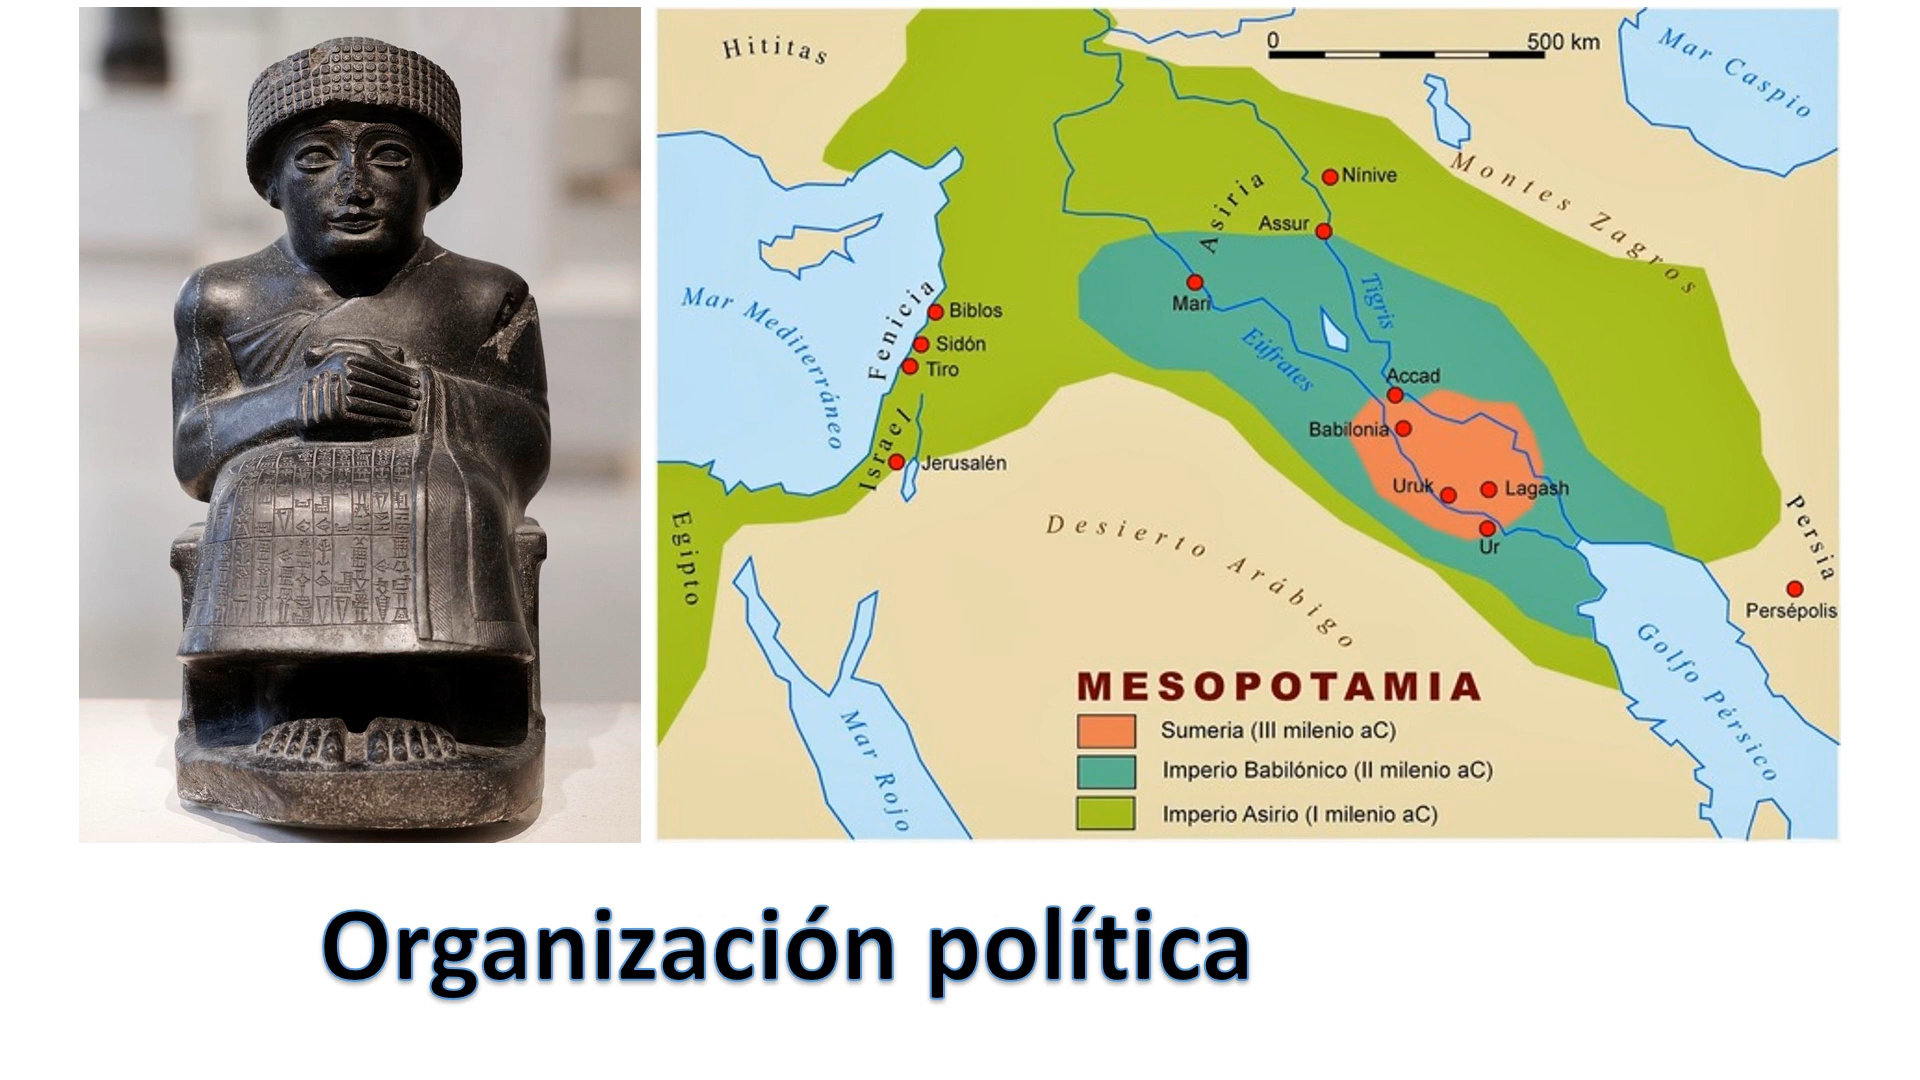 Hititas
0
500 km
Mar Caspio
Montes Zagros
Nínive
Asiria
Assur
Mari
Tigris
Eúfrates
Mar Mediterráneo
Fenicia
Biblos
Sidón
Tiro
Israel
Jerusalén
Accad
Babilonia
Uruk
Lagash
Ur
Egipto
Desierto Arábigo
Persia
Persépolis
Golfo Pérsico
Mar Rojo
MESOPOTAMIA
Sumeria (III milenio aC)
Imperio Babilónico (II milenio aC)
Imperio Asirio (I milenio aC)
Organización política